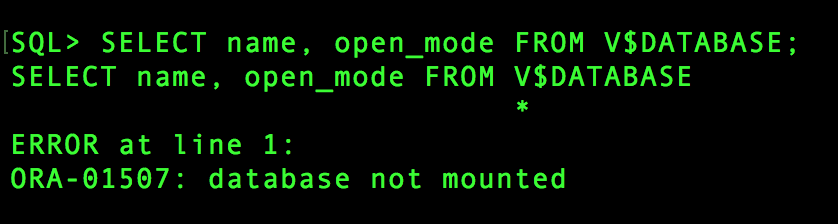 [SQL> SELECT name, open_mode FROM V$DATABASE;
SELECT name, open_mode FROM V$DATABASE
*
ERROR at line 1:
ORA-01507: database not mounted